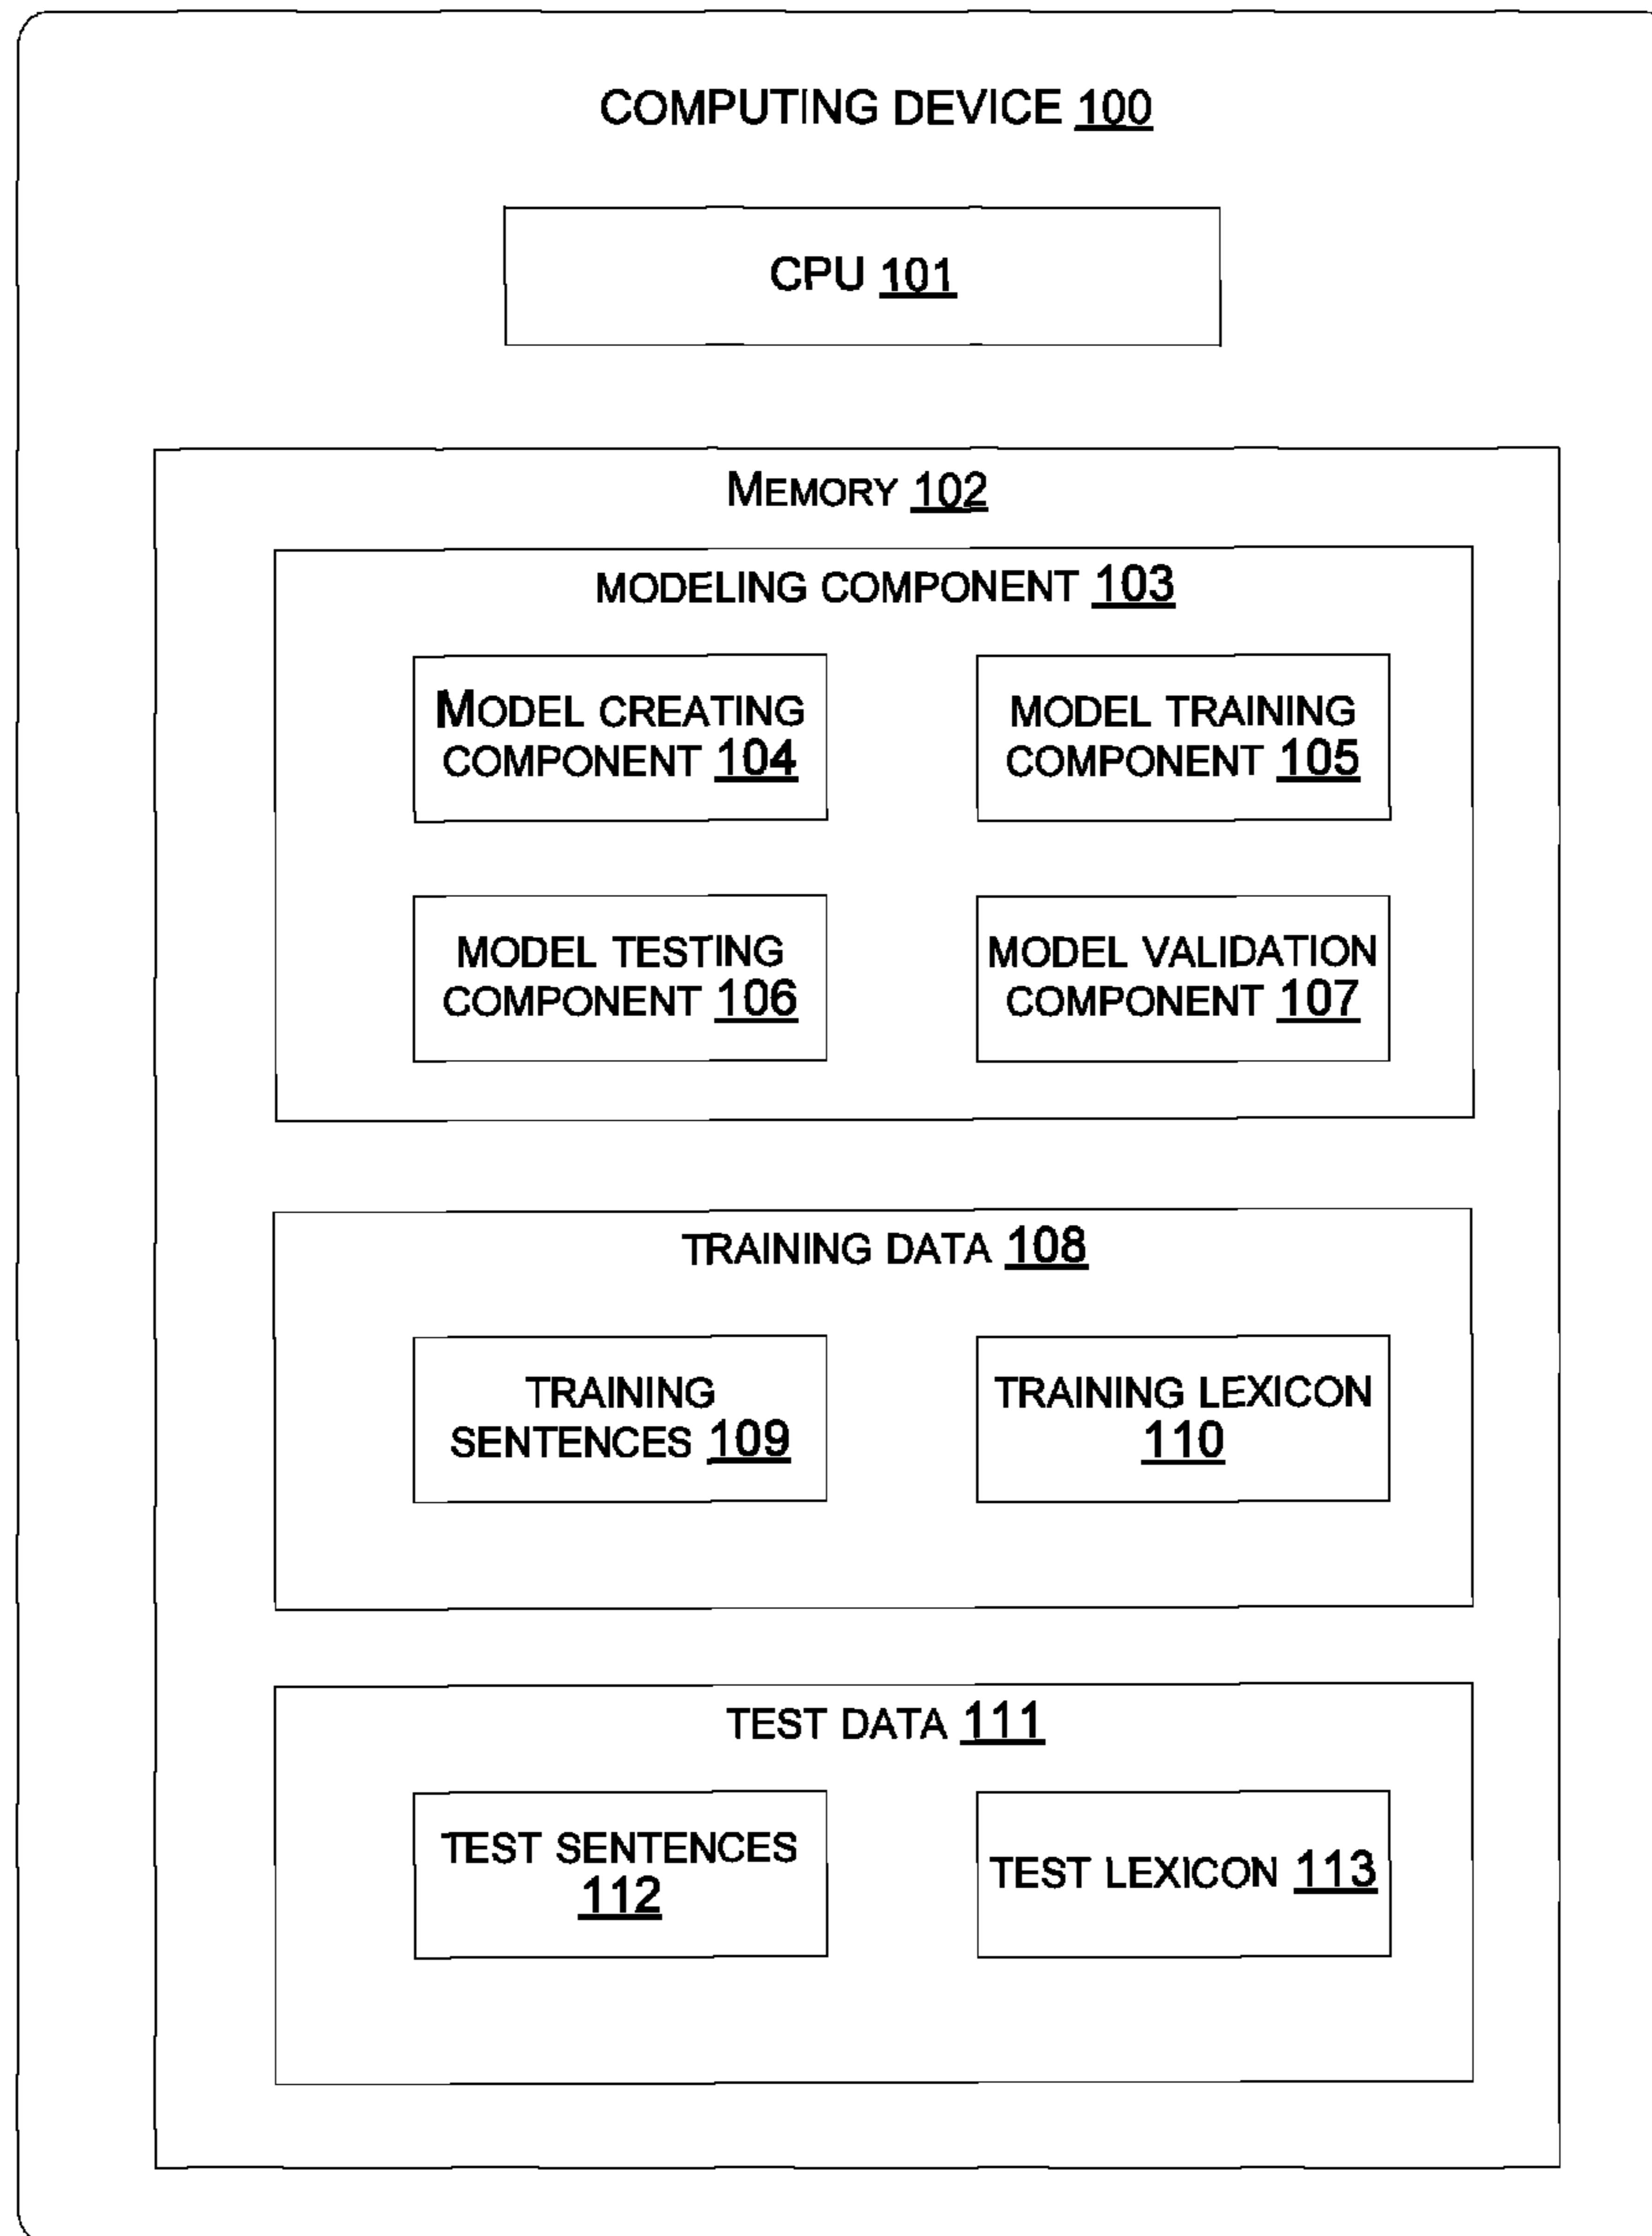 COMPUTING DEVICE 100
CPU 101
MEMORY 102
MODELING COMPONENT 103
MODEL CREATING
COMPONENT 104
MODEL TRAINING
COMPONENT 105
MODEL TESTING
COMPONENT 106
MODEL VALIDATION
COMPONENT 107
TRAINING DATA 108
TRAINING
SENTENCES 109
TRAINING LEXICON
110
TEST DATA 111
TEST SENTENCES
112
TEST LEXICON 113